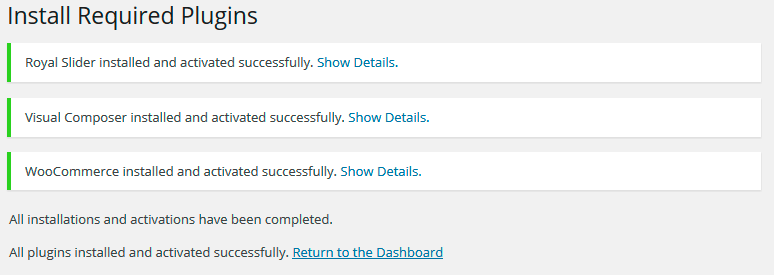 Install Required Plugins
Royal Slider installed and activated successfully. Show Details.
Visual Composer installed and activated successfully. Show Details.
WooCommerce installed and activated successfully. Show Details.
All installations and activations have been completed.
All plugins installed and activated successfully. Return to the Dashboard